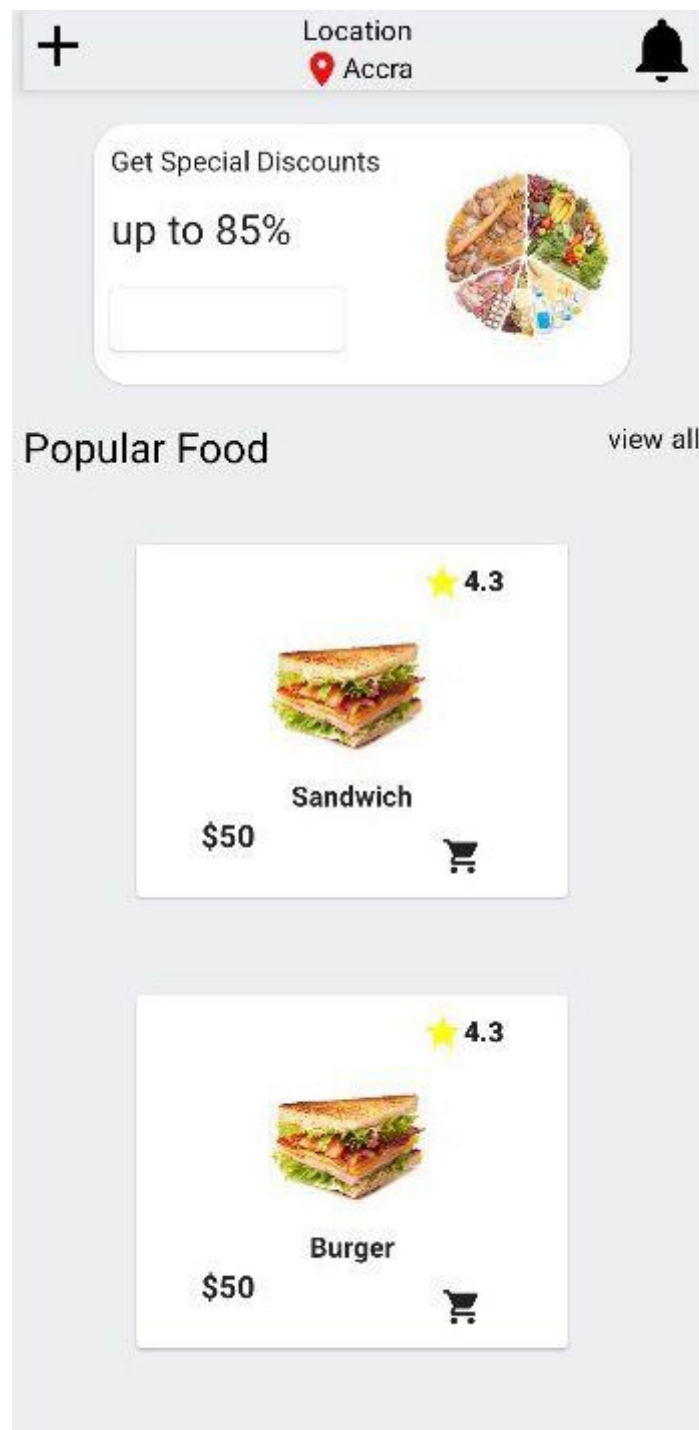 Location
Accra
Get Special Discounts
up to 85%
Popular Food
view all
4.3
Sandwich
$50
4.3
Burger
$50